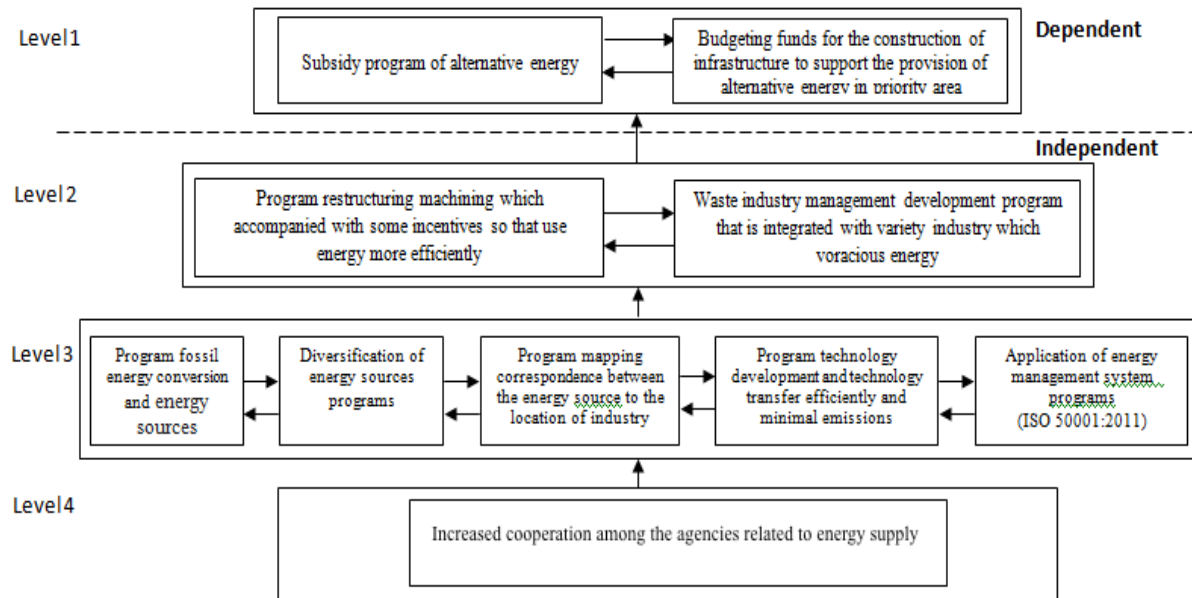 Level1
Dependent
Subsidy program of alternative energy
Budgeting funds for the construction of
infrastructure to support the provision of
alternative energy in priority area
Independent
Level2
Program restructuring machining which
accompanied with some incentives so that use
energy more efficiently
Waste industry management development program
that is integrated with variety industry which
voracious energy
Level3
Program fossil
energy conversion
and energy
sources
Diversification of
energy sources
programs
Program mapping
correspondence between
the energy source to the
location of industry
Program technology
development and technology
transfer efficiently and
minimal emissions
Application of energy
management system
programs
(ISO 50001:2011)
Level4
Increased cooperation among the agencies related to energy supply